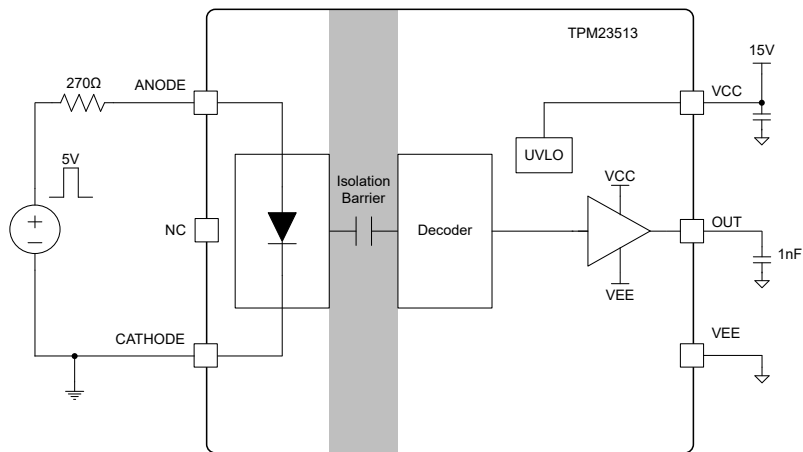 TPM23513
15V
270Ω
ANODE
VCC
5V
UVLO
Isolation
Barrier
VCC
+
−
NC
Decoder
OUT
1nF
VEE
CATHODE
VEE